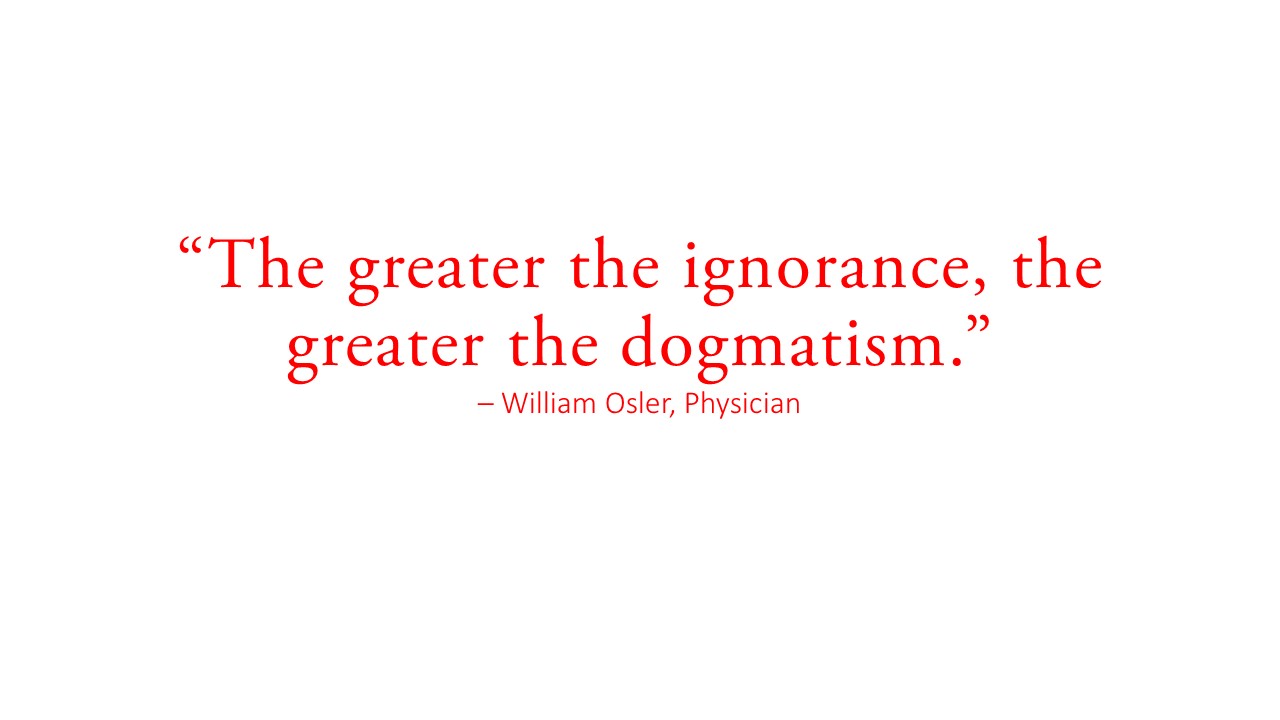 “The greater the ignorance, the
greater the dogmatism.”
– William Osler, Physician